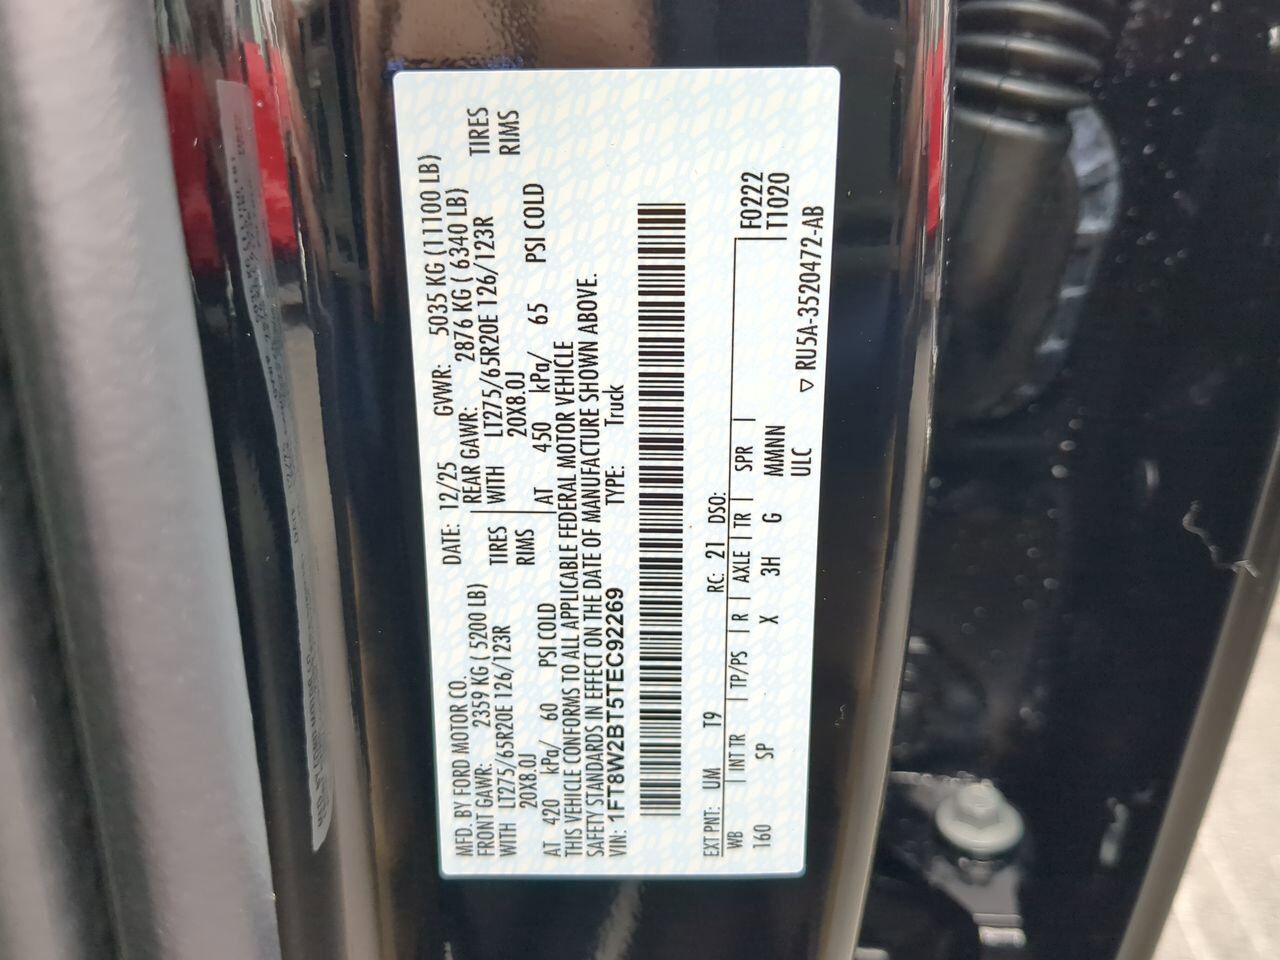 MFD. BY FORD MOTOR CO.
DATE: 12/25 GVWR: 5035 KG (11100 LB)
FRONT GAWR: 2359 KG ( 5200 LB) REAR GAWR: 2876 KG ( 6340 LB)
WITH LT275/65R20E 126/123R TIRES WITH LT275/65R20E 126/123R TIRES
20X8.0J RIMS 20X8.0J RIMS
AT 420 kPa/ 60 PSI COLD AT 450 kPa/ 65 PSI COLD
THIS VEHICLE CONFORMS TO ALL APPLICABLE FEDERAL MOTOR VEHICLE
SAFETY STANDARDS IN EFFECT ON THE DATE OF MANUFACTURE SHOWN ABOVE.
VIN: 1FT8W2BT5TEC92269 TYPE: Truck
EXT PNT: UM T9 RC: 21 DSO: F0222
WB INT TR TP/PS R AXLE TR SPR T1020
160 SP X 3H G MMNN
ULC
▽ RU5A-3520472-AB